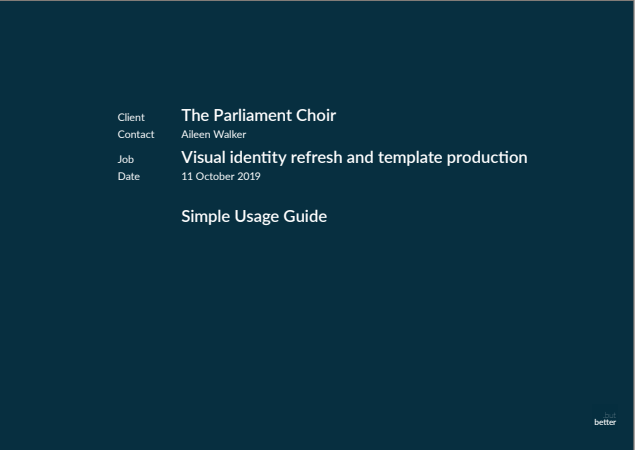 Client The Parliament Choir
Contact Aileen Walker
Job Visual identity refresh and template production
Date 11 October 2019
Simple Usage Guide
but
better